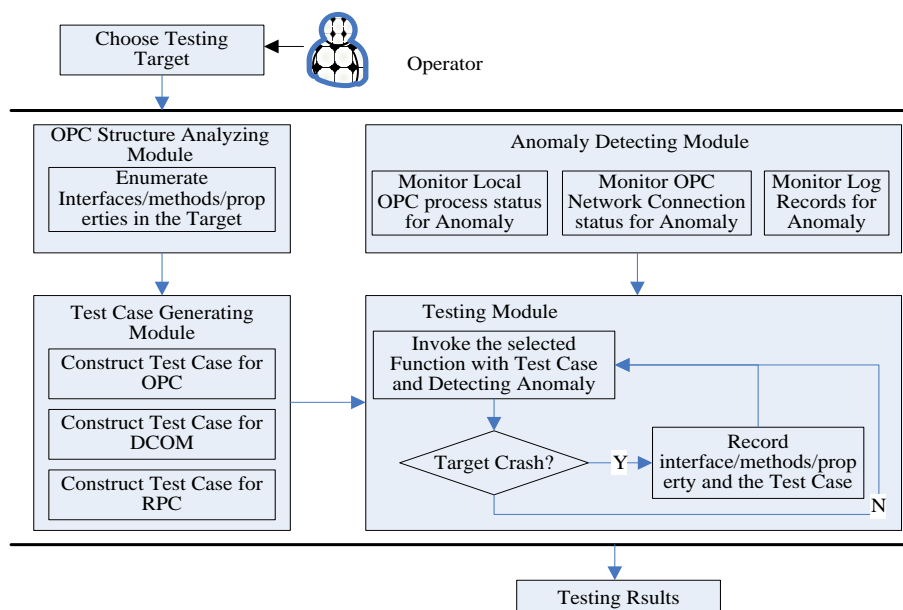 Choose Testing
Target
Operator
OPC Structure Analyzing
Module
Enumerate
Interfaces/methods/prop
erties in the Target
Anomaly Detecting Module
Monitor Local
OPC process status
for Anomaly
Monitor OPC
Network Connection
status for Anomaly
Monitor Log
Records for
Anomaly
Test Case Generating
Module
Construct Test Case for
OPC
Construct Test Case for
DCOM
Construct Test Case for
RPC
Testing Module
Invoke the selected
Function with Test Case
and Detecting Anomaly
Target Crash?
Y
Record
interface/methods/prop
erty and the Test Case
N
Testing Rsults